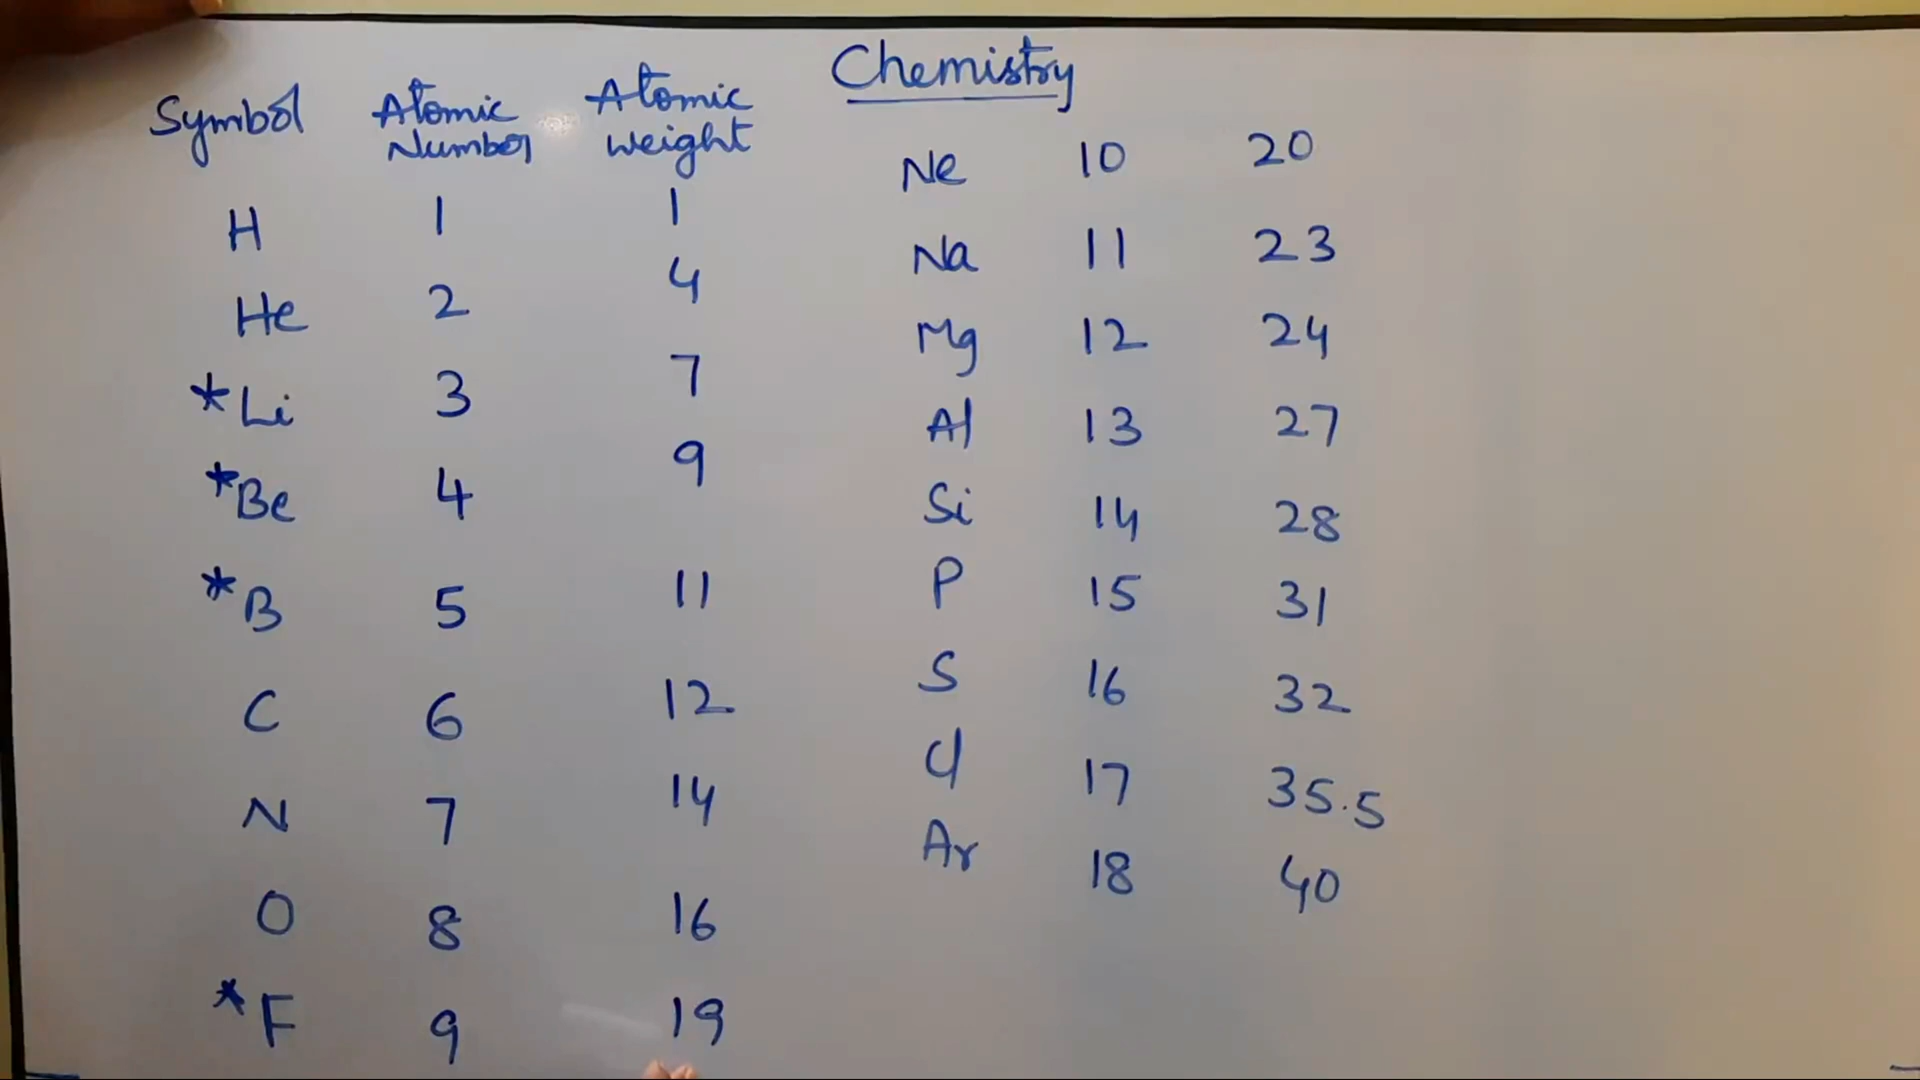 Chemistry
Symbol Atomic Number Atomic weight
H 1 1
He 2 4
*Li 3 7
*Be 4 9
*B 5 11
C 6 12
N 7 14
O 8 16
*F 9 19
Ne 10 20
Na 11 23
Mg 12 24
Al 13 27
Si 14 28
P 15 31
S 16 32
Cl 17 35.5
Ar 18 40